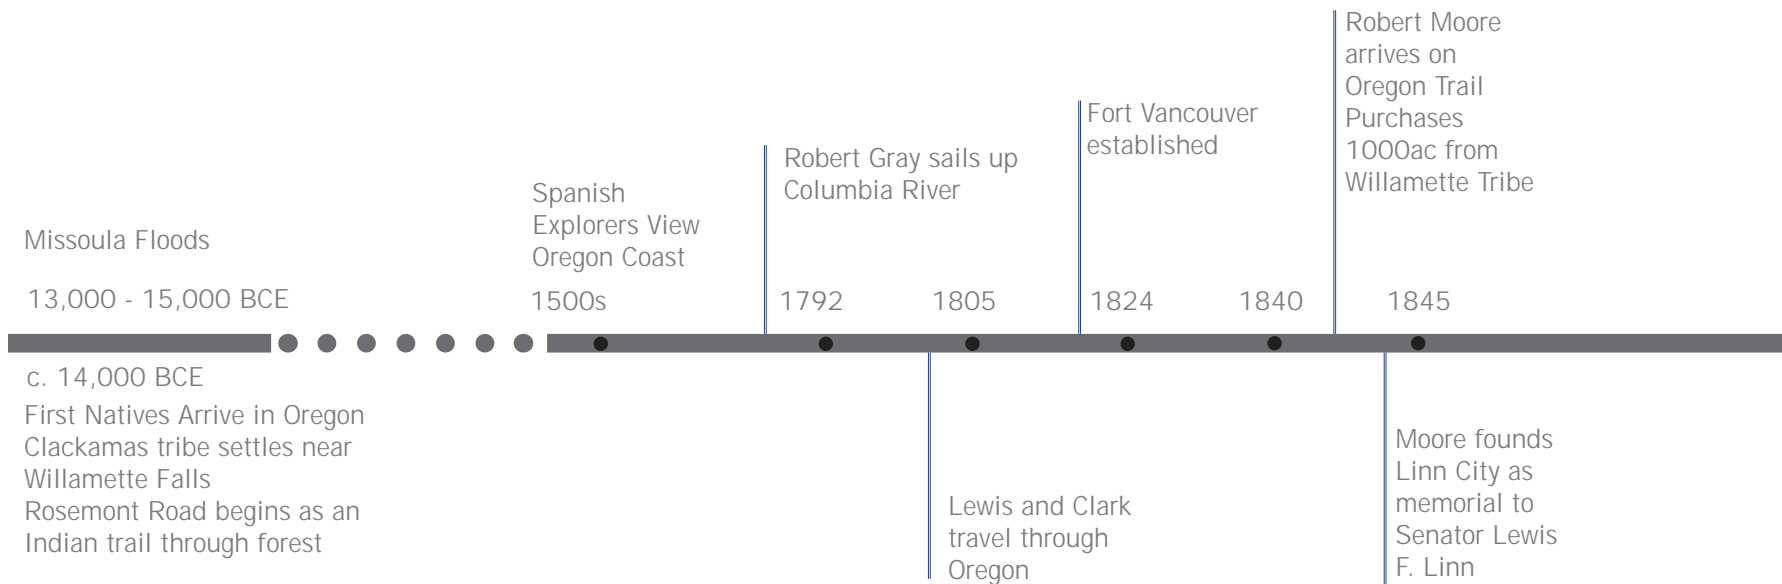 Missoula Floods
13,000 - 15,000 BCE
c. 14,000 BCE
First Natives Arrive in Oregon
Clackamas tribe settles near
Willamette Falls
Rosemont Road begins as an
Indian trail through forest
Spanish
Explorers View
Oregon Coast
1500s
Robert Gray sails up
Columbia River
1792
1805
Lewis and Clark
travel through
Oregon
Fort Vancouver
established
1824
1840
Robert Moore
arrives on
Oregon Trail
Purchases
1000ac from
Willamette Tribe
1845
Moore founds
Linn City as
memorial to
Senator Lewis
F. Linn